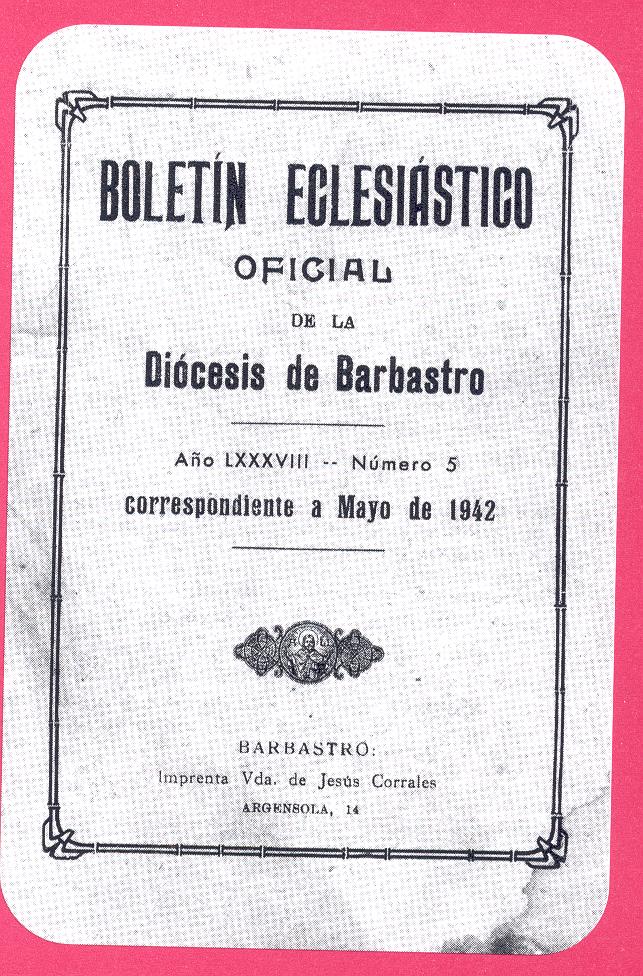 BOLETÍN ECLESIÁSTICO
OFICIAL
DE LA
Diócesis de Barbastro
Año LXXXVIII -- Número 5
correspondiente a Mayo de 1942
BARBASTRO:
Imprenta Vda. de Jesús Corrales
ARGENSOLA, 14